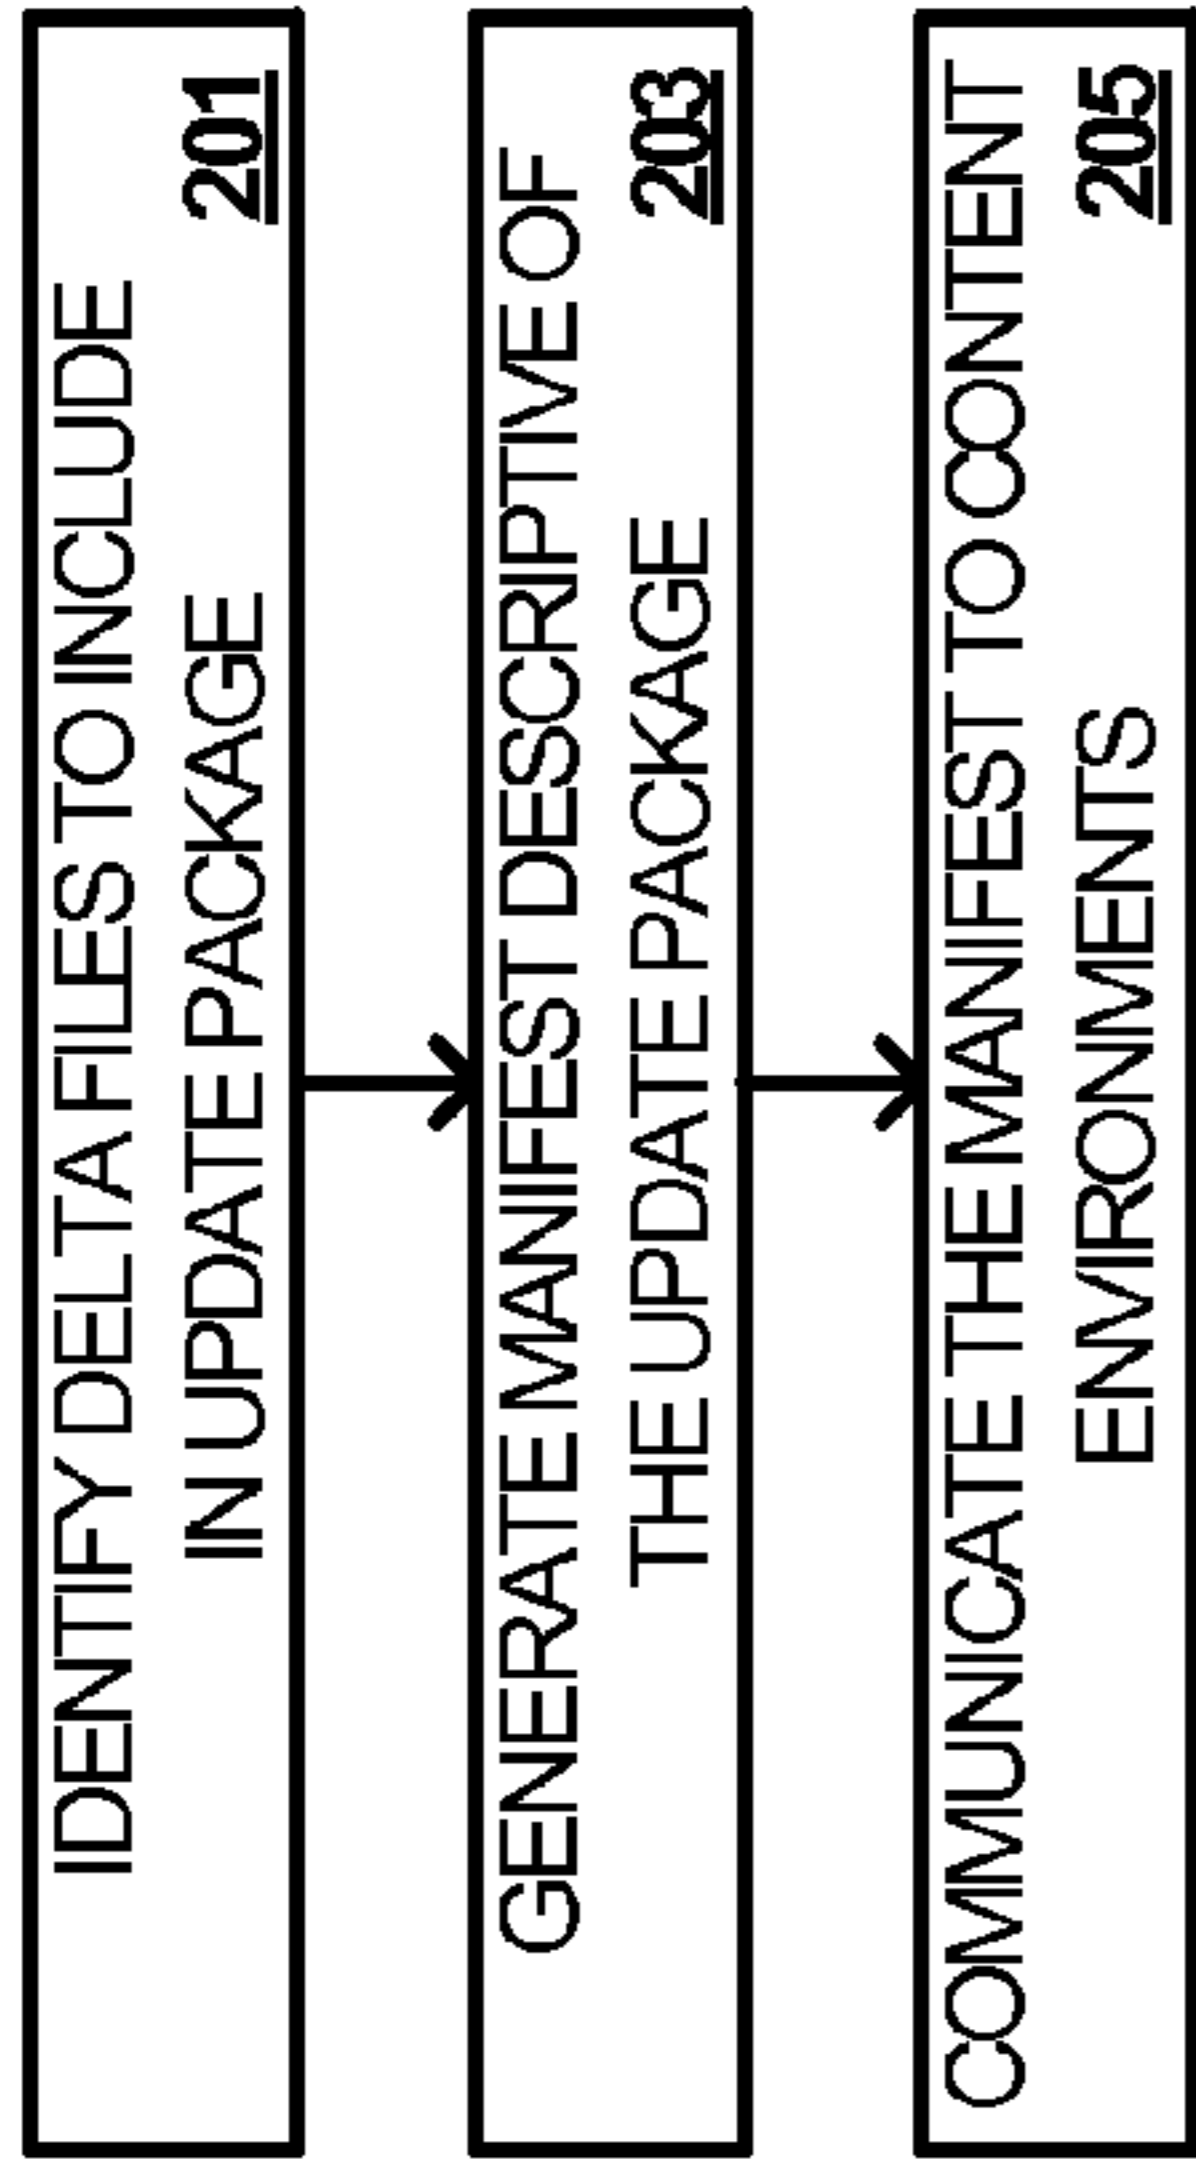 IDENTIFY DELTA FILES TO INCLUDE
IN UPDATE PACKAGE 201
GENERATE MANIFEST DESCRIPTIVE OF
THE UPDATE PACKAGE 203
COMMUNICATE THE MANIFEST TO CONTENT
ENVIRONMENTS 205